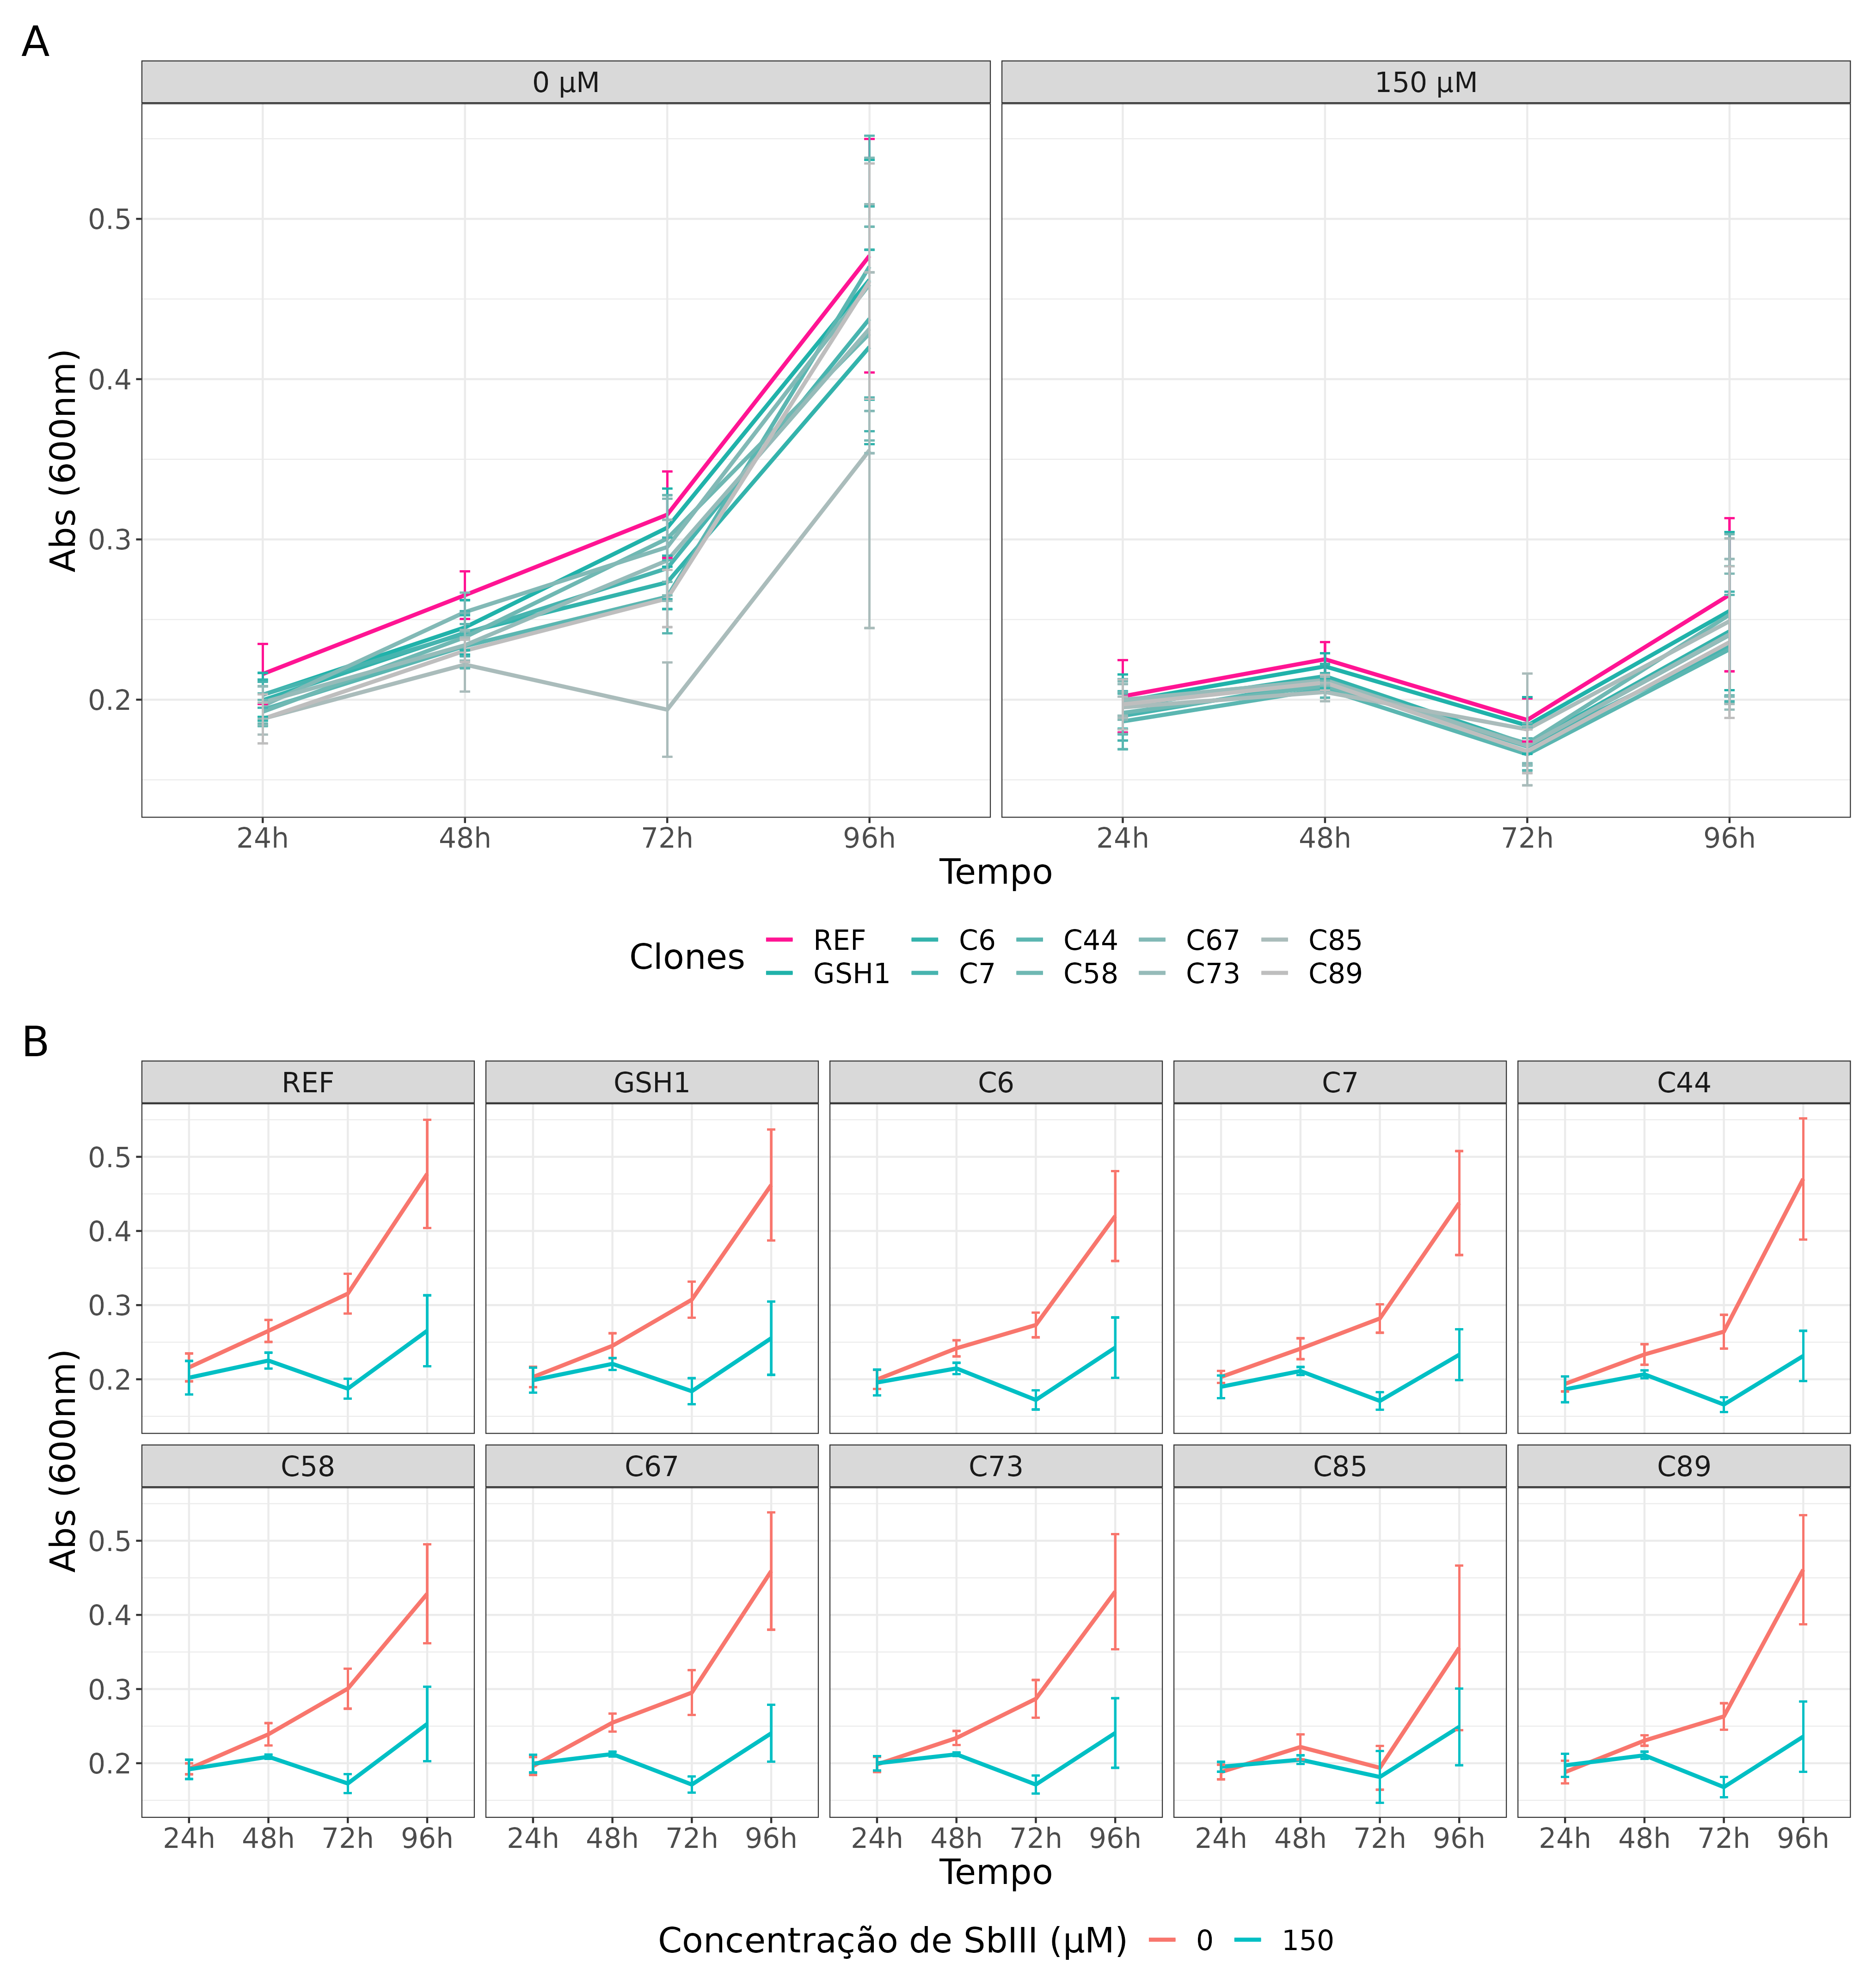 A
0 µM 150 µM
Abs (600nm)
0.5
0.4
0.3
0.2
24h 48h 72h 96h 24h 48h 72h 96h
Tempo
Clones REF C6 C44 C67 C85
GSH1 C7 C58 C73 C89
B
REF GSH1 C6 C7 C44
Abs (600nm)
0.5
0.4
0.3
0.2
C58 C67 C73 C85 C89
0.5
0.4
0.3
0.2
24h 48h 72h 96h 24h 48h 72h 96h 24h 48h 72h 96h 24h 48h 72h 96h 24h 48h 72h 96h
Tempo
Concentração de SbIII (µM) 0 150